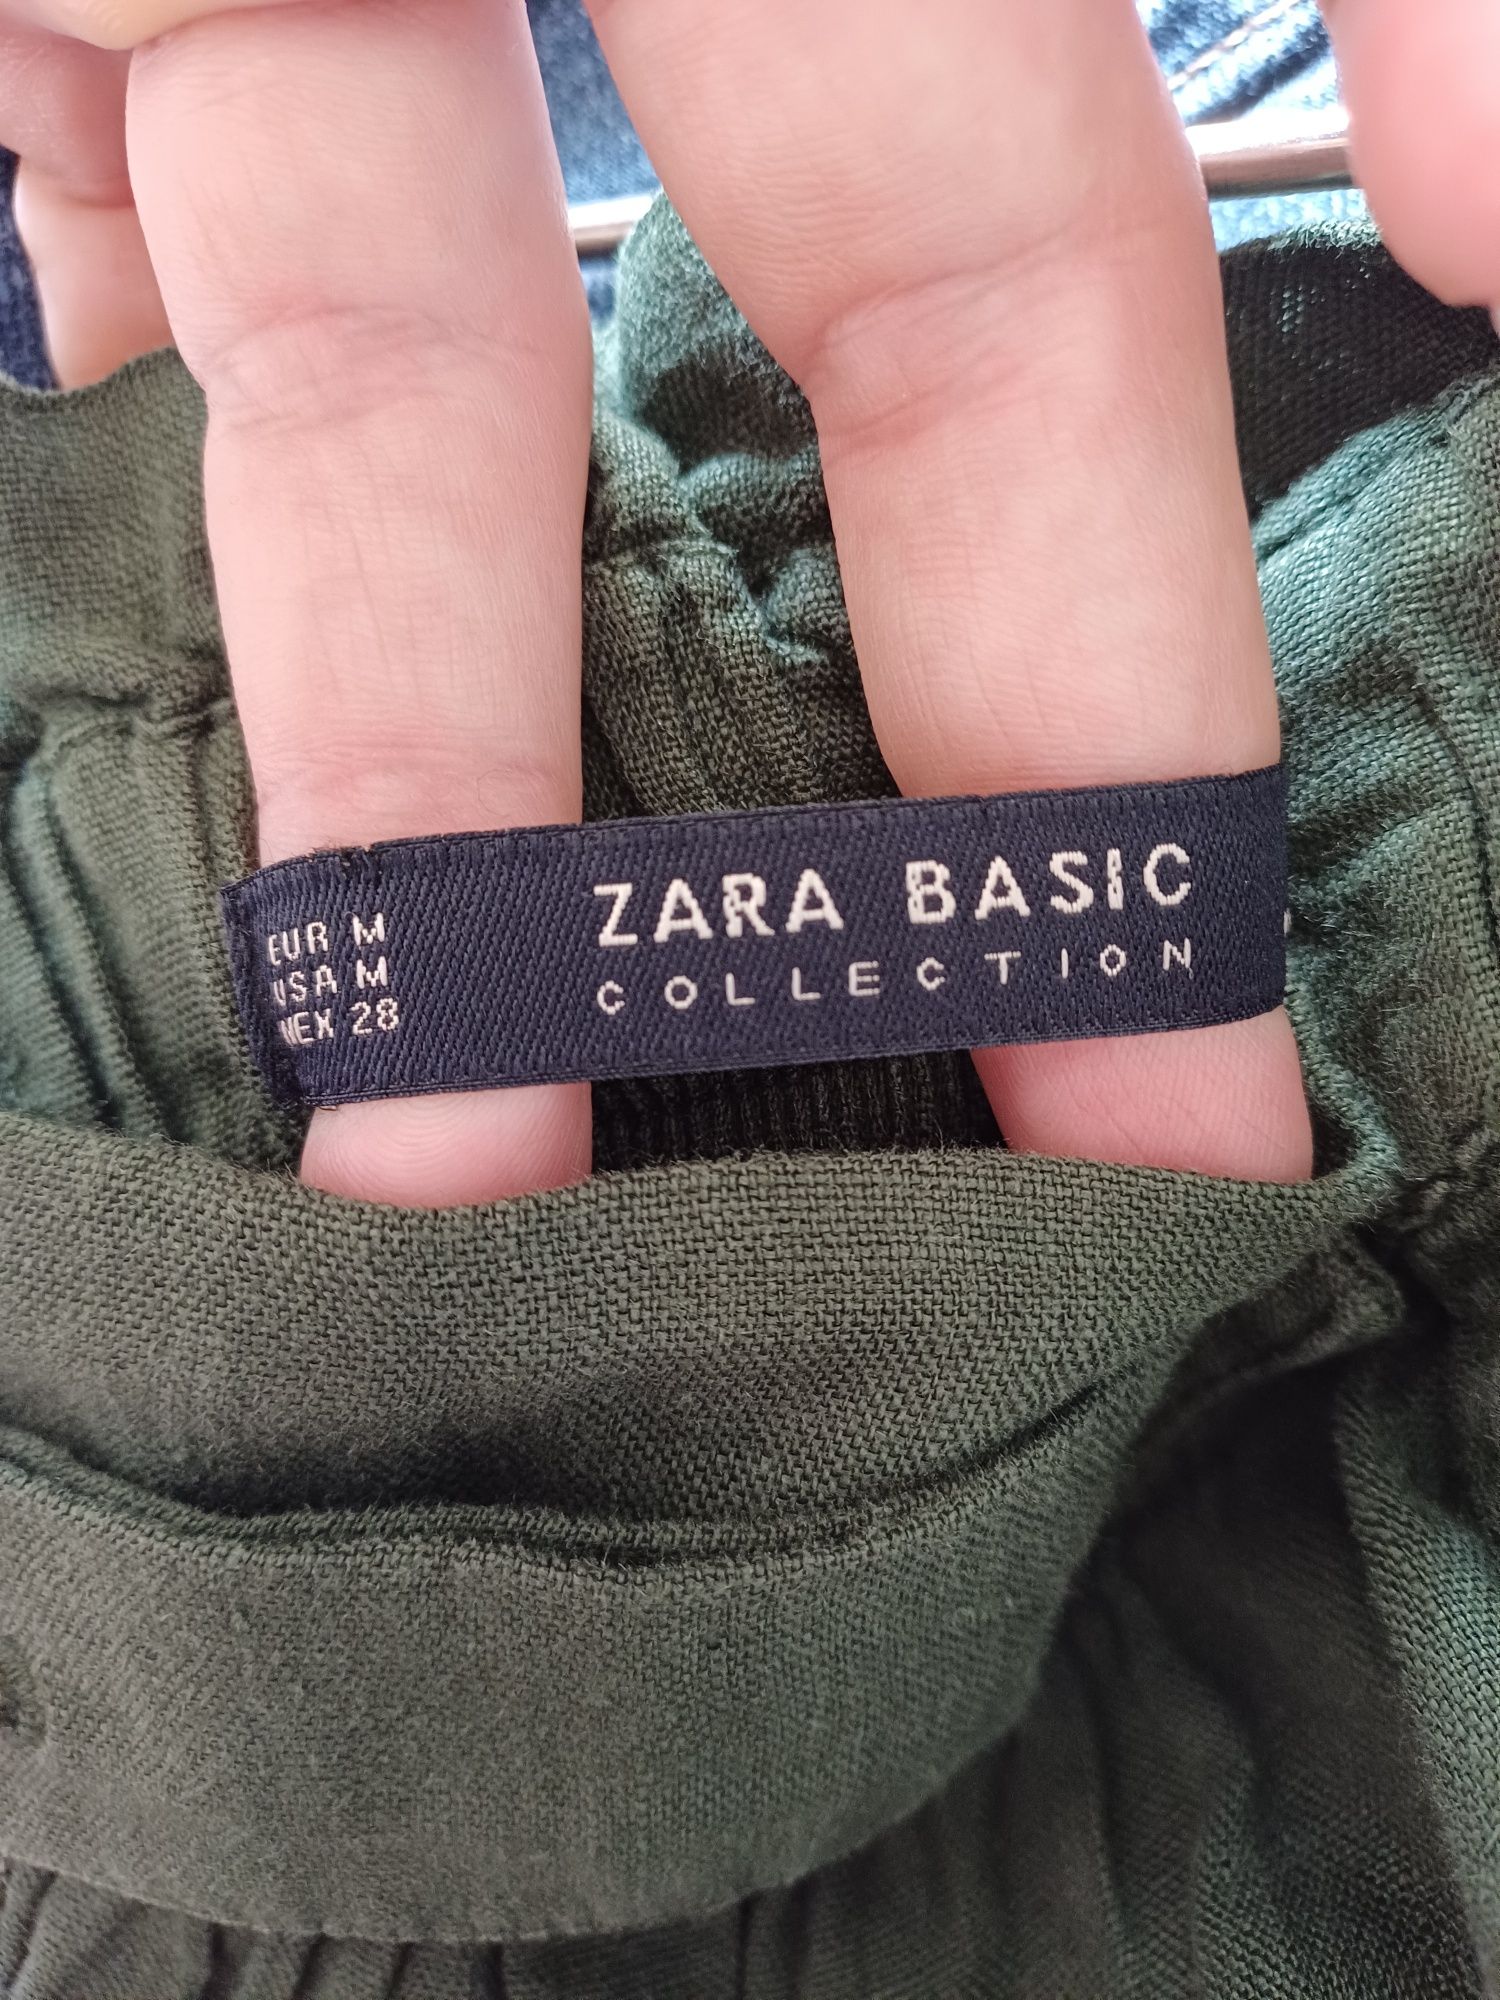 ZARA BASIC
COLLECTION
EUR M
USA M
MEX 28